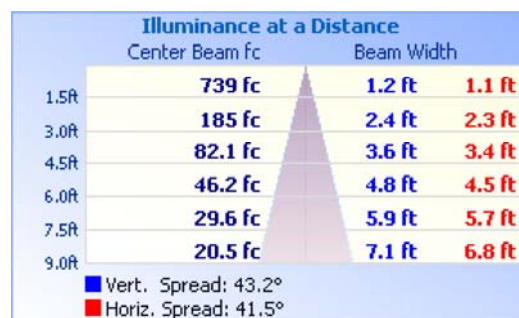 Illuminance at a Distance
Center Beam fc Beam Width
1.5ft 739 fc 1.2 ft 1.1 ft
3.0ft 185 fc 2.4 ft 2.3 ft
4.5ft 82.1 fc 3.6 ft 3.4 ft
6.0ft 46.2 fc 4.8 ft 4.5 ft
7.5ft 29.6 fc 5.9 ft 5.7 ft
9.0ft 20.5 fc 7.1 ft 6.8 ft
Vert. Spread: 43.2°
Horiz. Spread: 41.5°